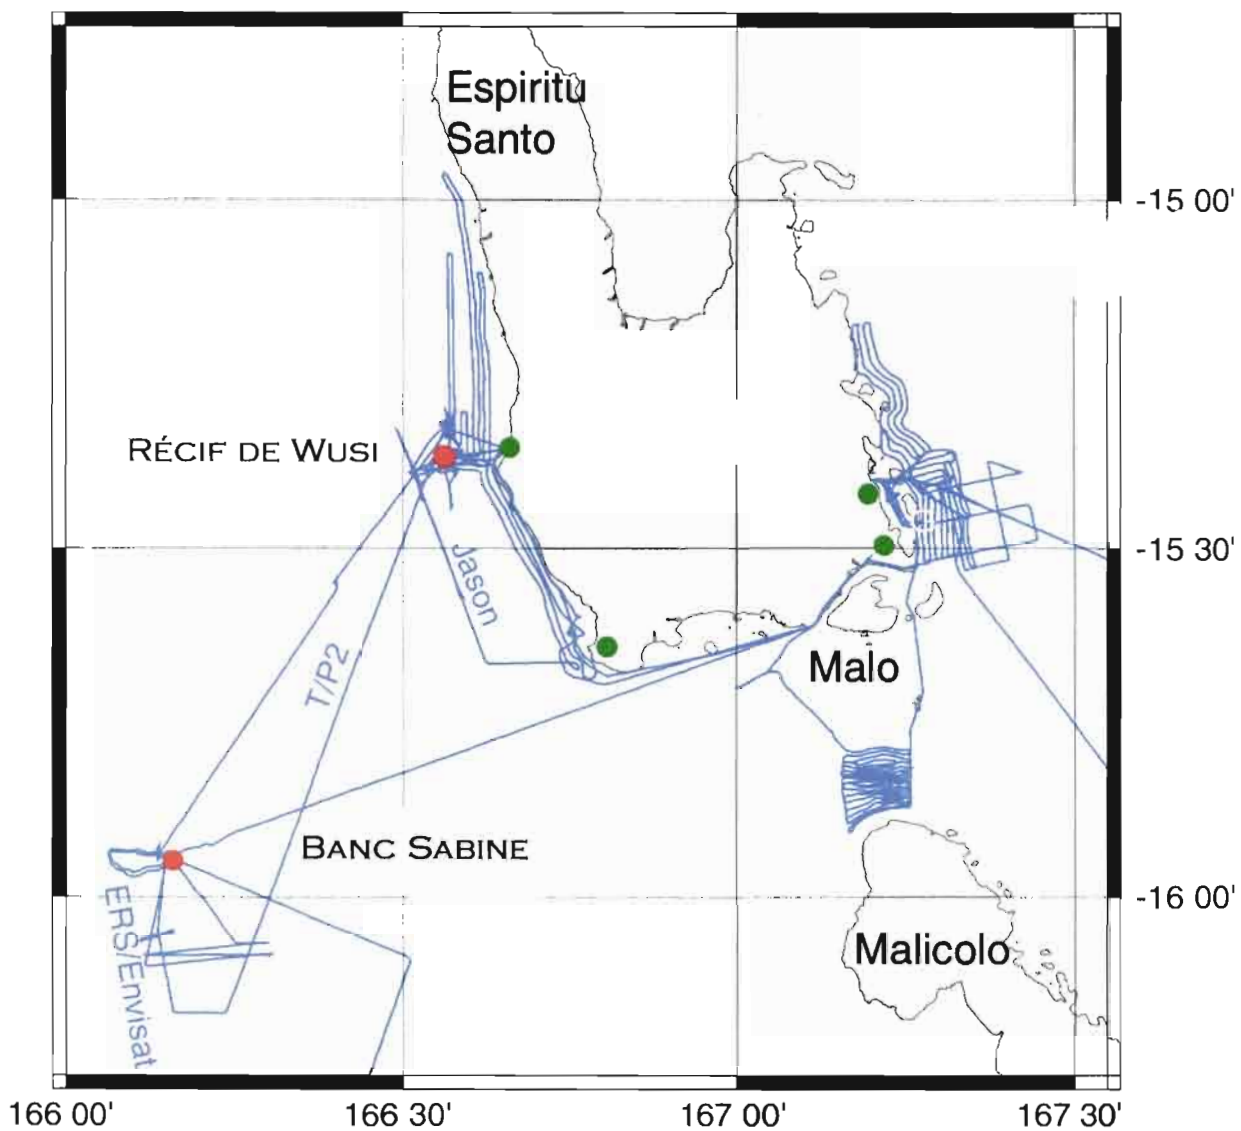 Espiritu
Santo
-15 00'
RÉCIF DE WUSI
Jason
-15 30'
T/P2
Malo
BANC SABINE
ERS/Envisat
-16 00'
Malicolo
166 00'
166 30'
167 00'
167 30'